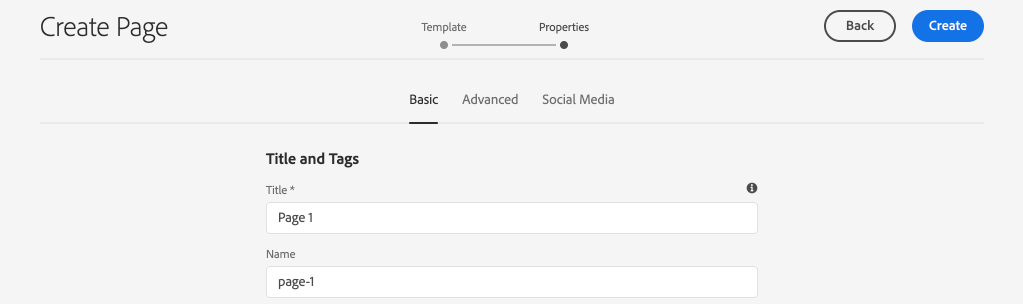 Create Page
Template Properties
Back Create
Basic Advanced Social Media
Title and Tags
Title *
Page 1
Name
page-1